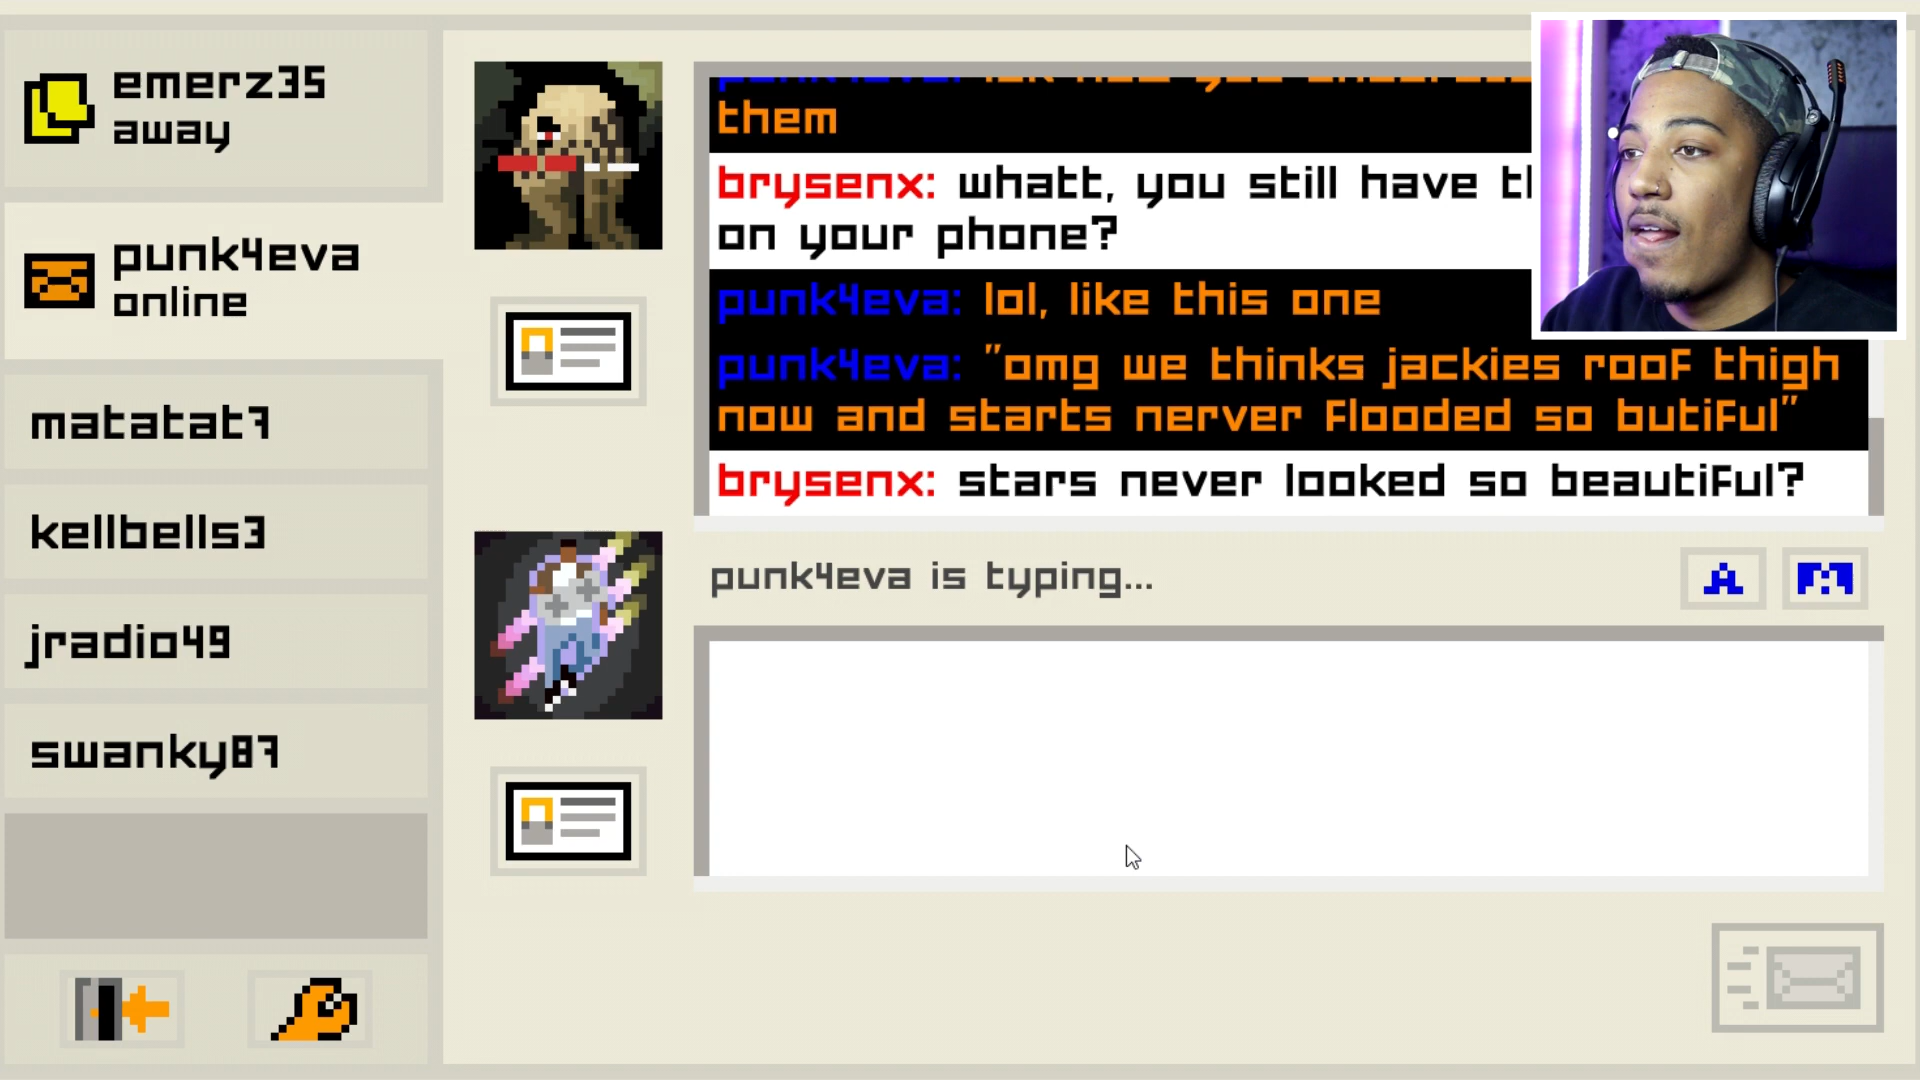 emerz35
away
punk4eva
online
matatat7
kellbells3
jradio49
swanky87
them
brysenx: whatt, you still have
on your phone?
punk4eva: lol, like this one
punk4eva: "omg we thinks jackies roof thigh
now and starts nerver flooded so butiful"
brysenx: stars never looked so beautiful?
punk4eva is typing...
A